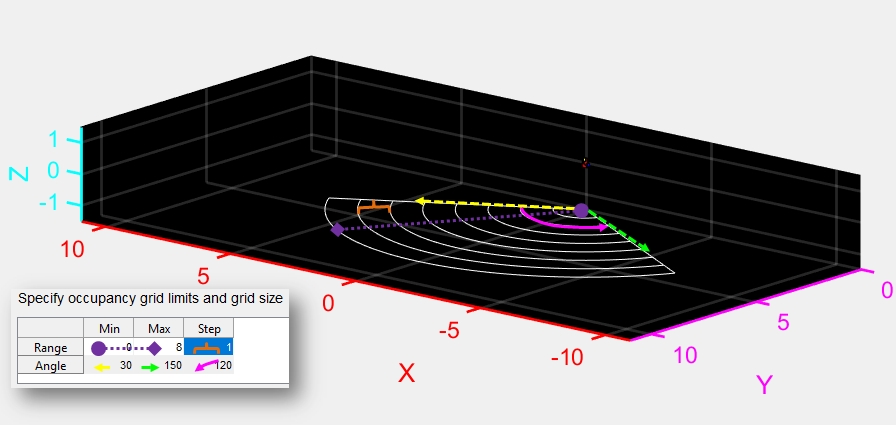 1
0
-1
Z
10
5
0
-5
-10
X
10
5
0
Y
Specify occupancy grid limits and grid size
Min Max Step
Range 0 8 1
Angle 30 150 120